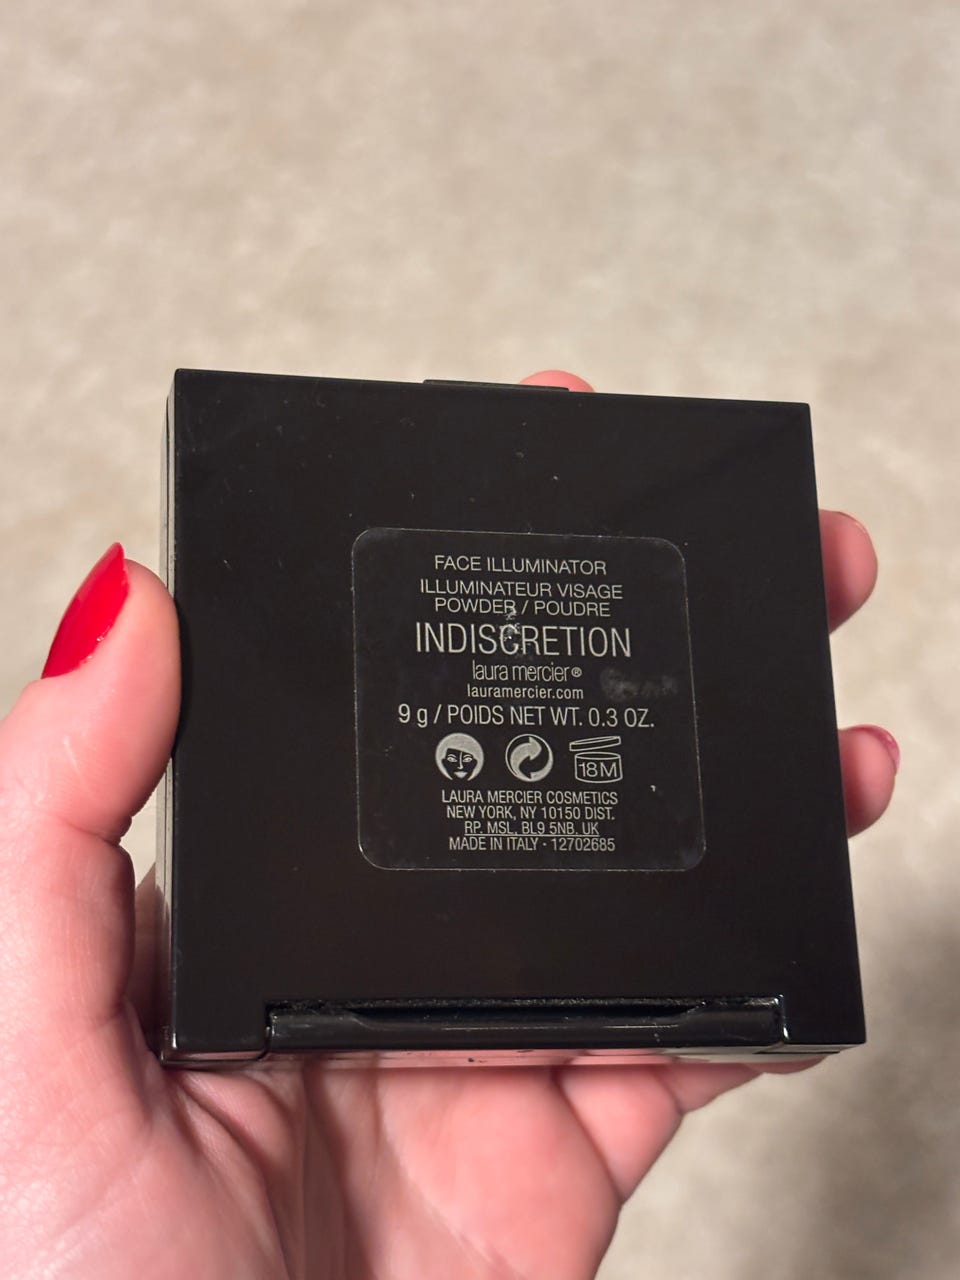 FACE ILLUMINATOR
ILLUMINATEUR VISAGE
POWDER / POUDRE
INDISCRETION
laura mercier®
lauramercier.com
9 g / POIDS NET WT. 0.3 OZ.
18M
LAURA MERCIER COSMETICS
NEW YORK, NY 10150 DIST.
RP. MSL, BL9 5NB, UK
MADE IN ITALY · 12702685